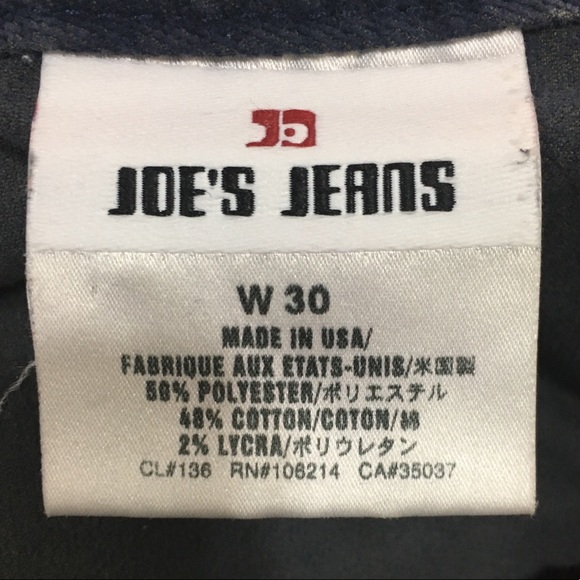 JD
JOE'S JEANS
W 30
MADE IN USA/
FABRIQUE AUX ETATS-UNIS/米国製
50% POLYESTER/ポリエステル
48% COTTON/COTON/綿
2% LYCRA/ポリウレタン
CL#136 RN#106214 CA#35037